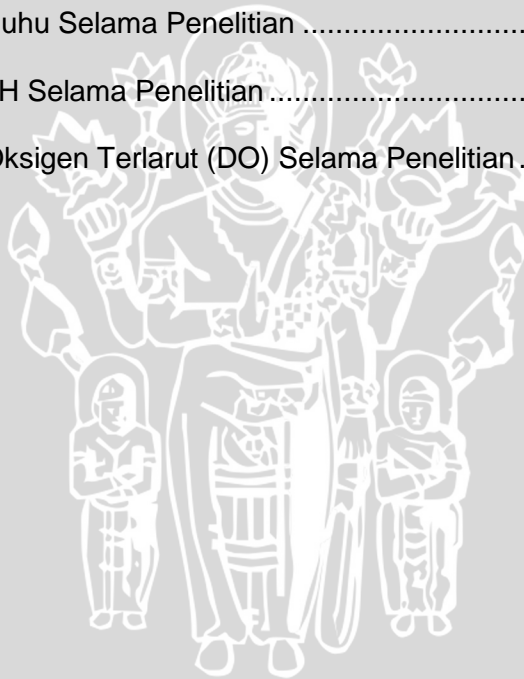 uhu Selama Penelitian ............................
H Selama Penelitian ................................
Oksigen Terlarut (DO) Selama Penelitian .